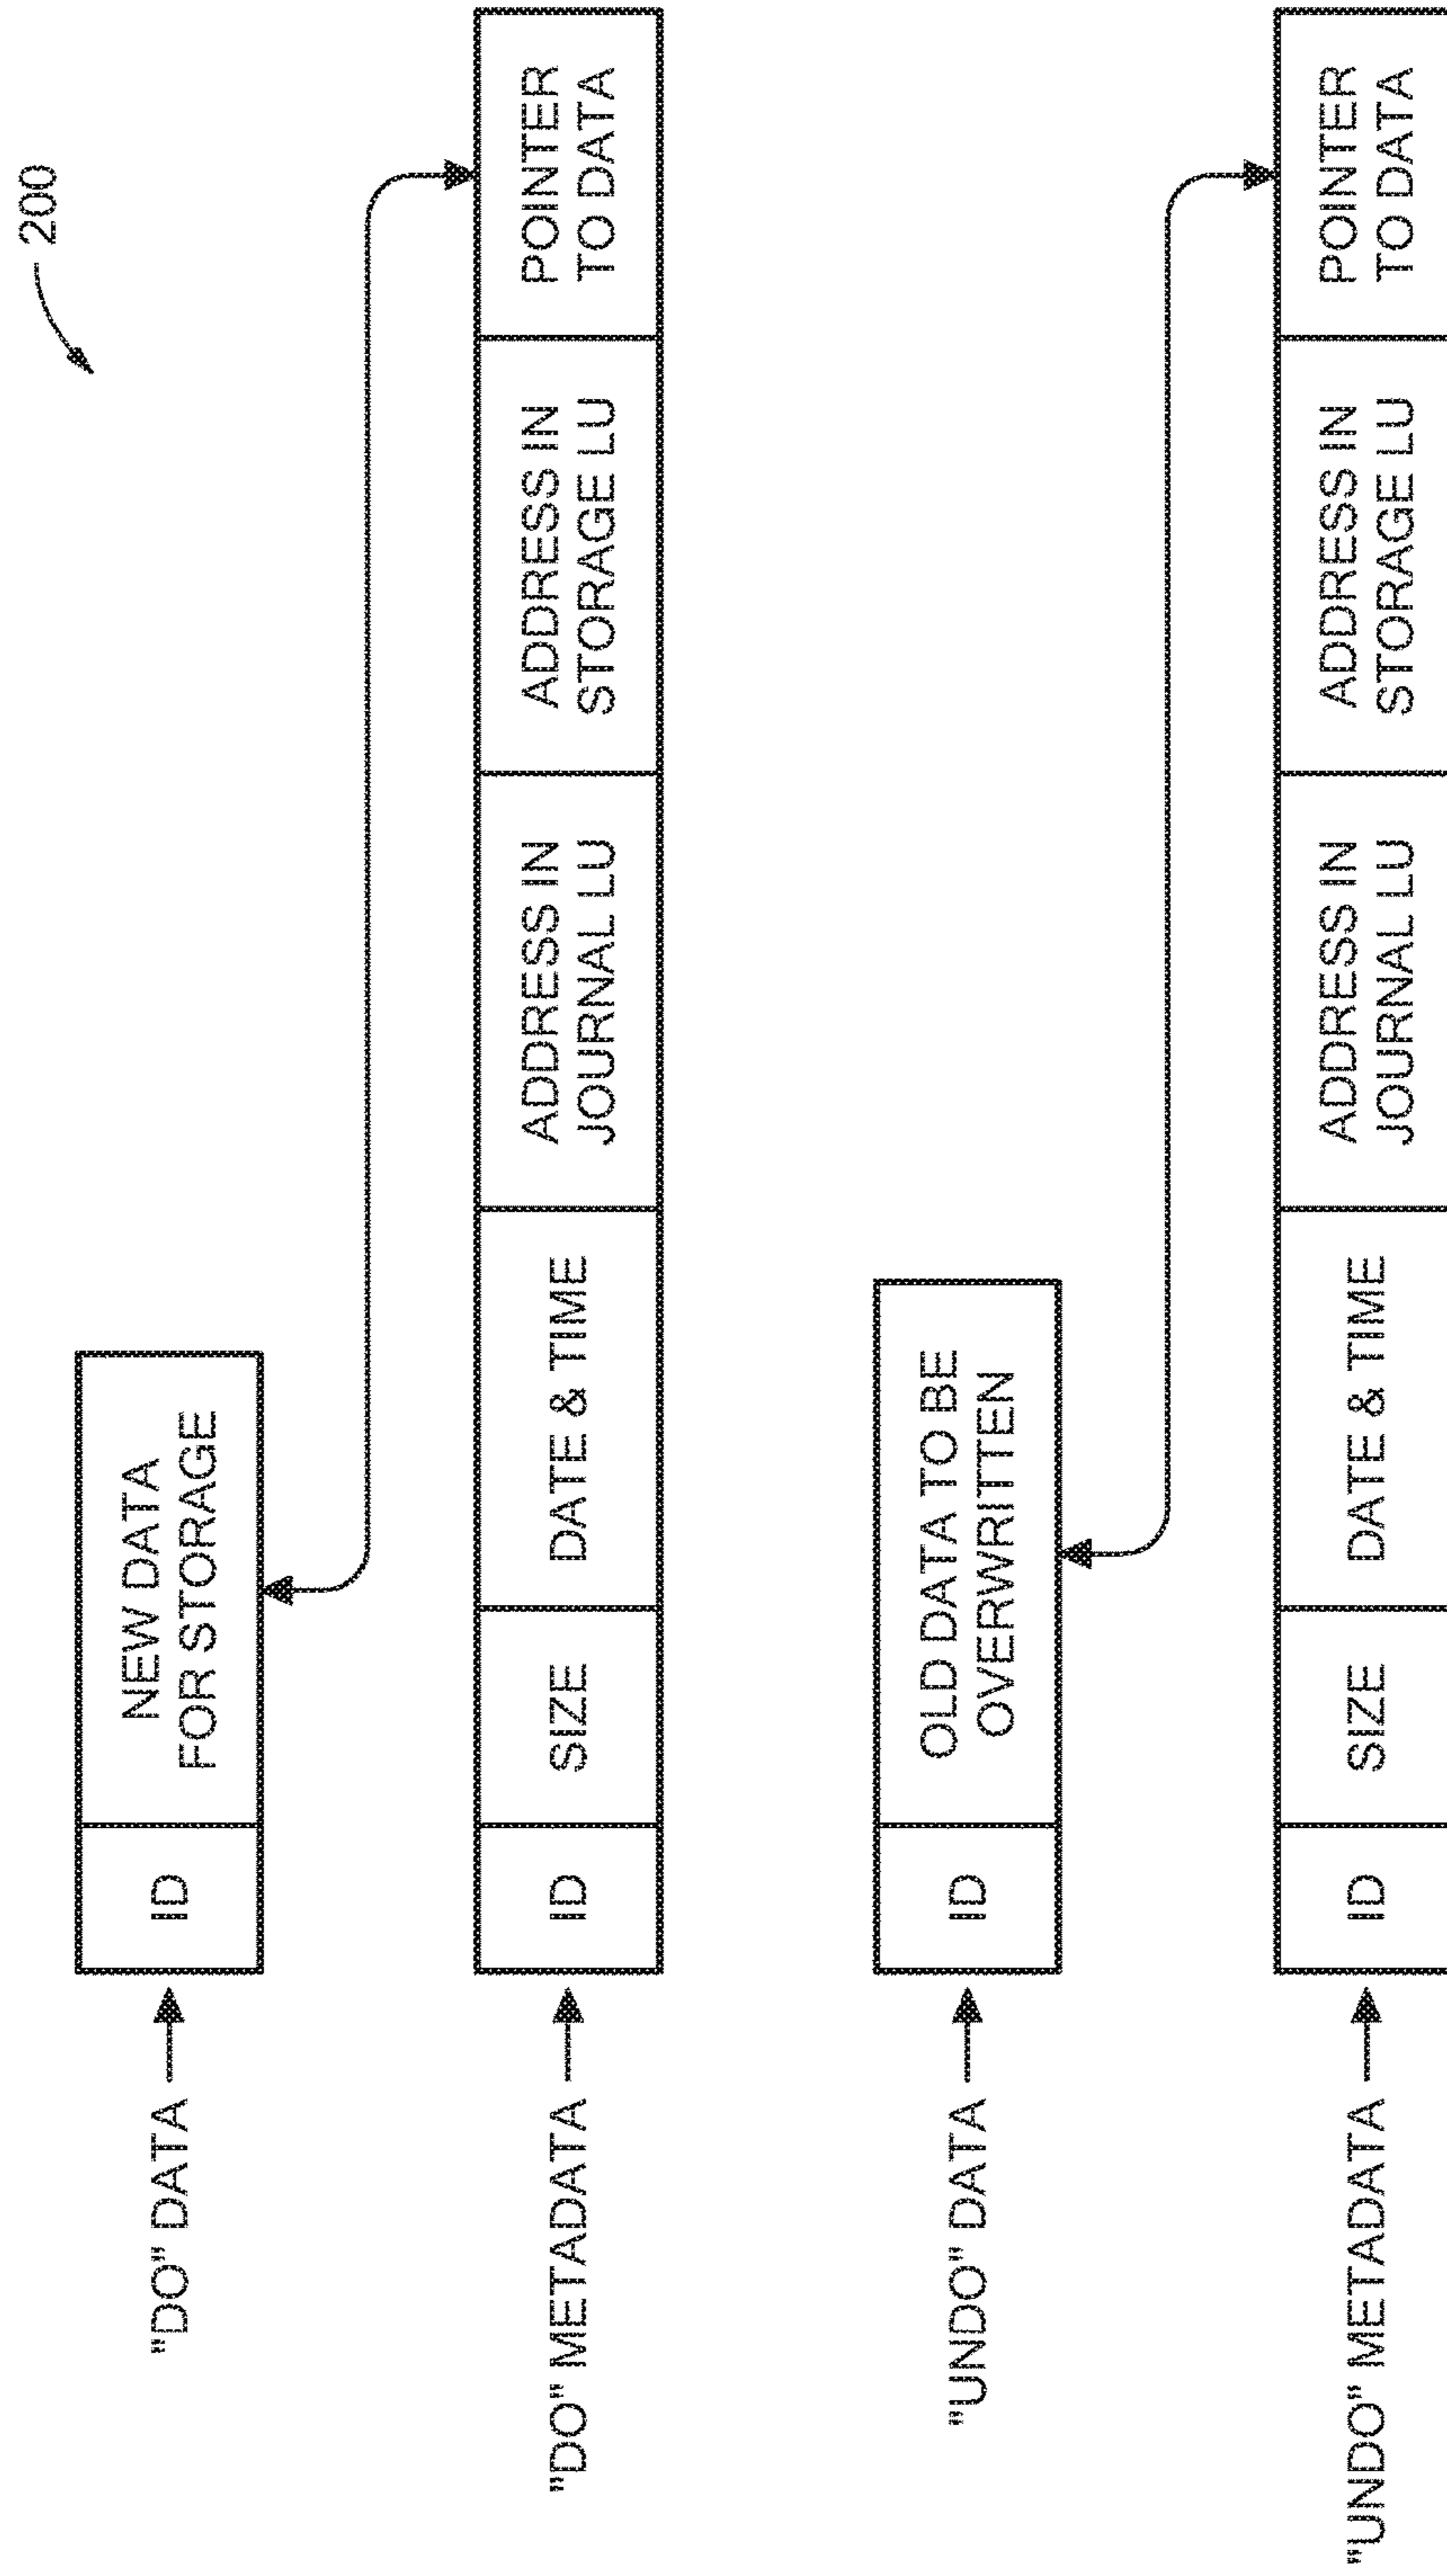 200
"DO" DATA
ID
NEW DATA
FOR STORAGE
"DO" METADATA
ID
SIZE
DATE & TIME
ADDRESS IN
JOURNAL LU
ADDRESS IN
STORAGE LU
POINTER
TO DATA
"UNDO" DATA
ID
OLD DATA TO BE
OVERWRITTEN
"UNDO" METADATA
ID
SIZE
DATE & TIME
ADDRESS IN
JOURNAL LU
ADDRESS IN
STORAGE LU
POINTER
TO DATA